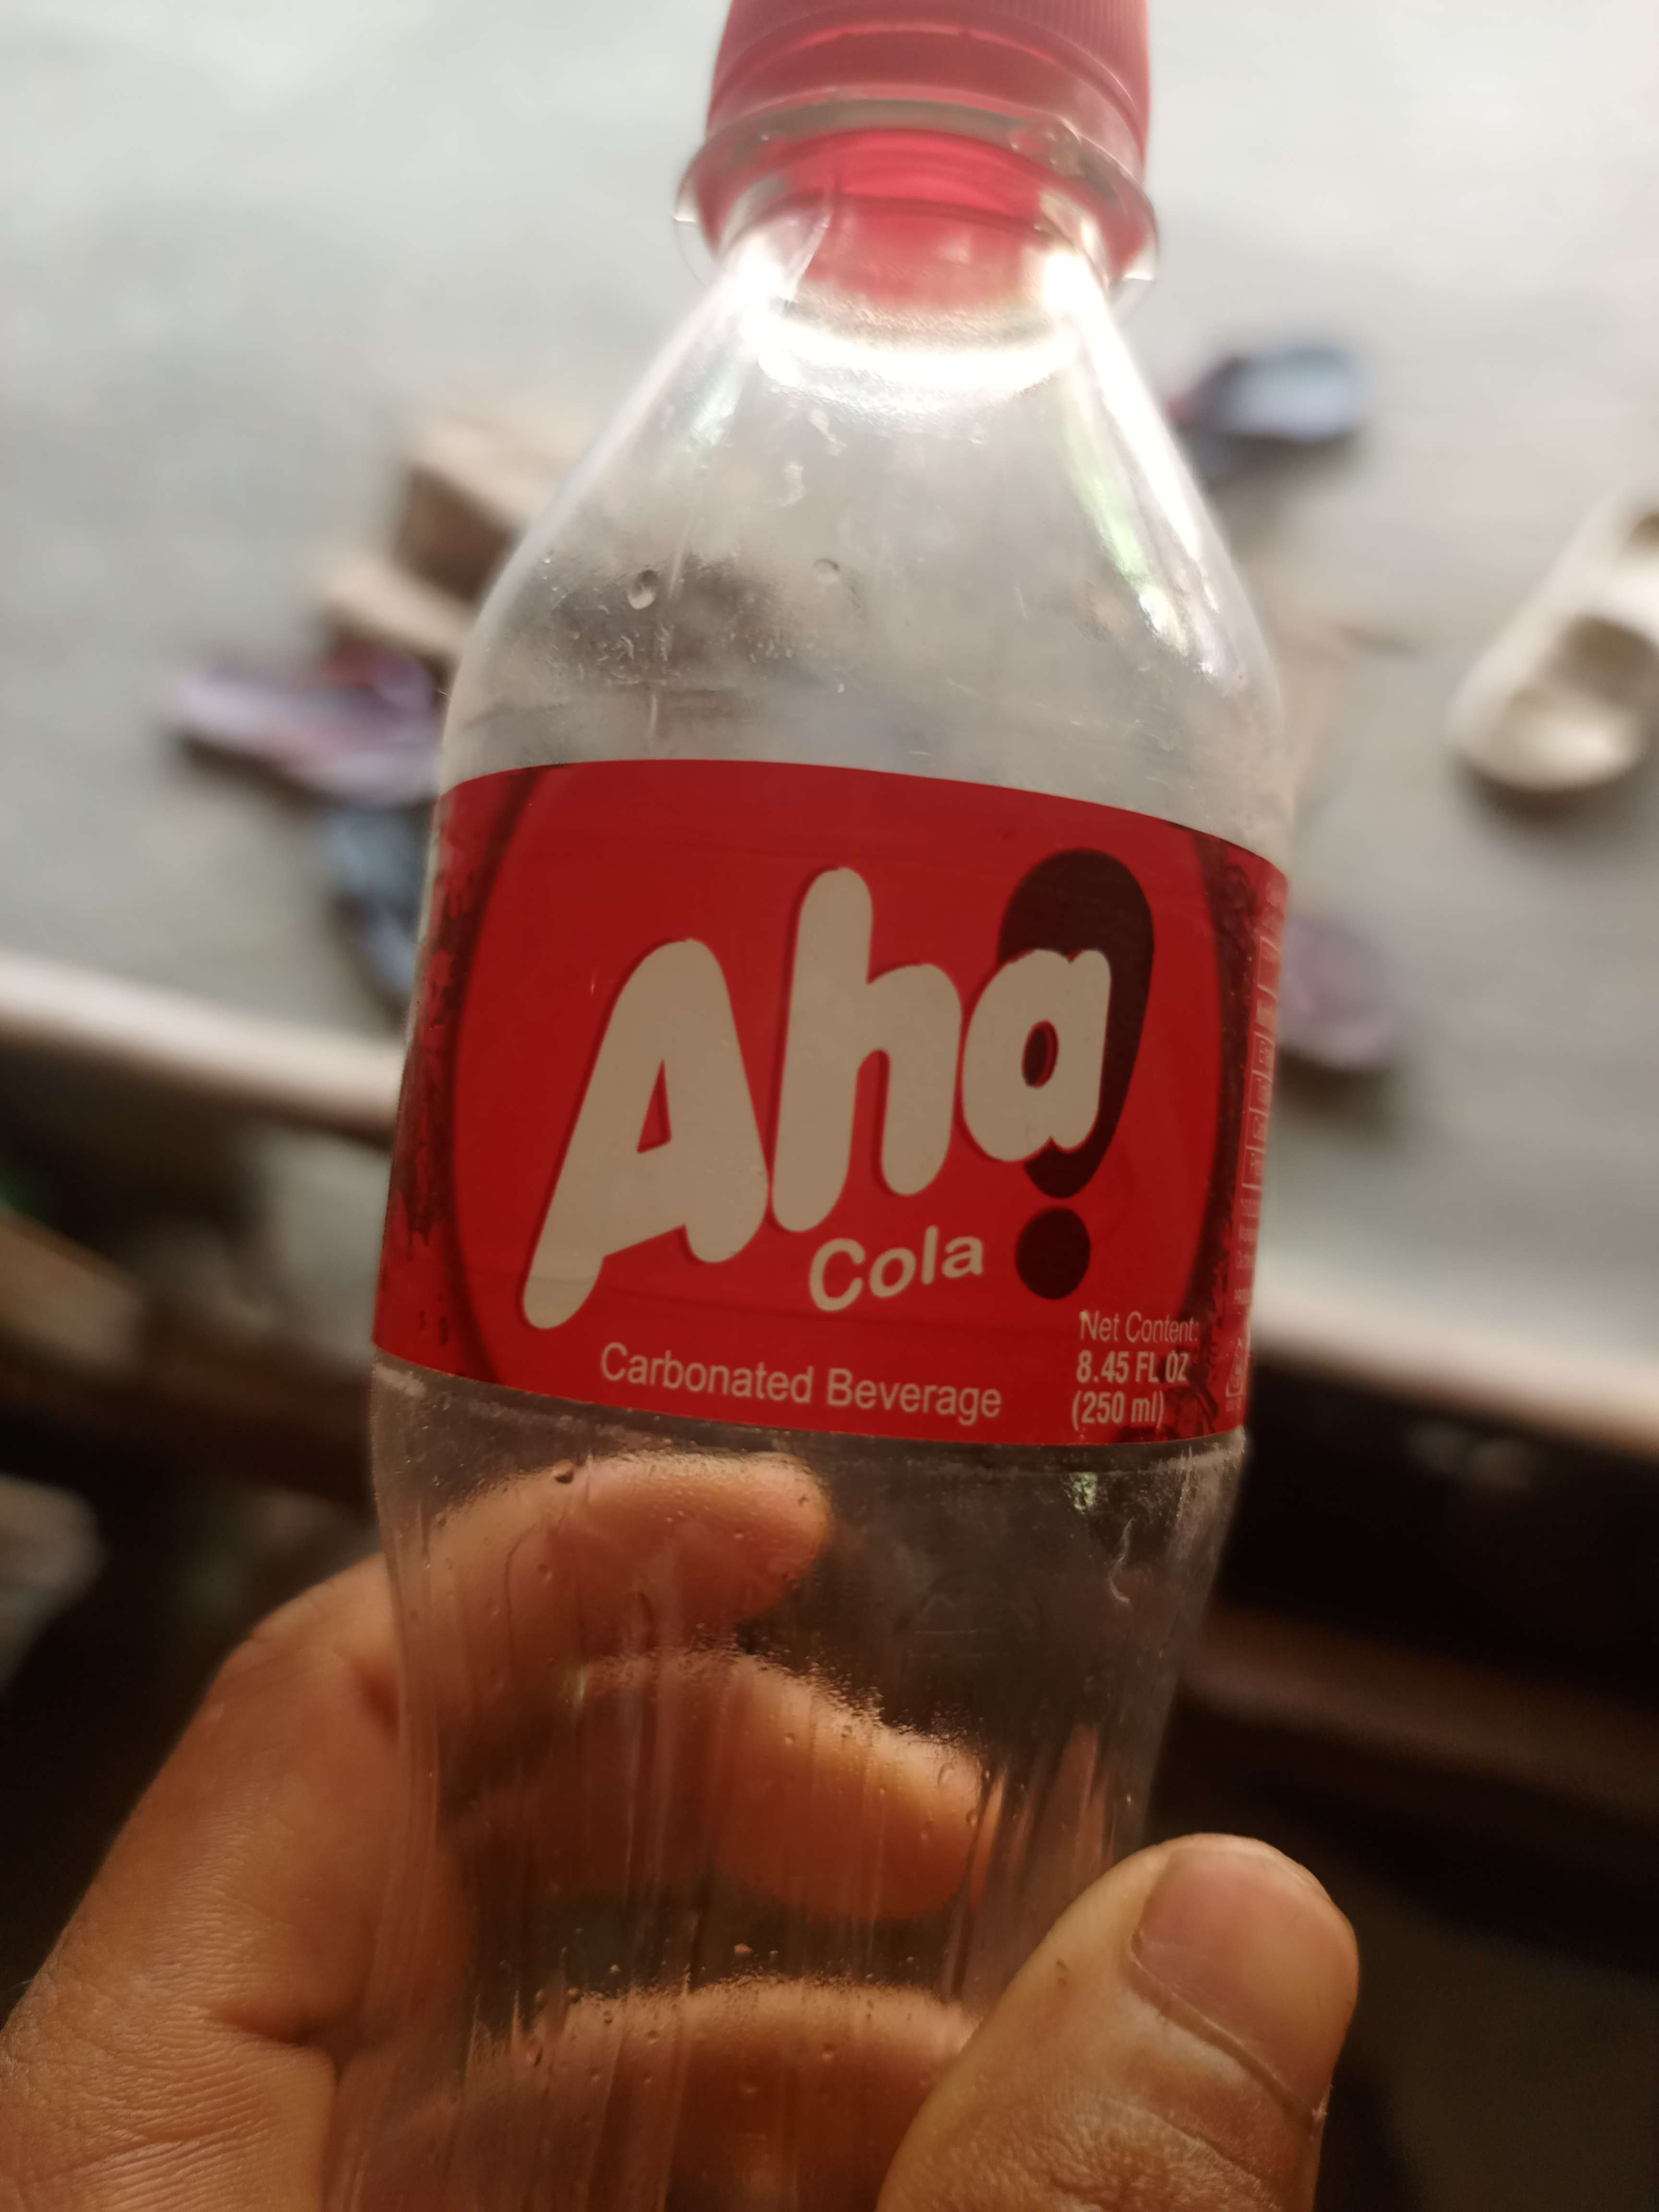 Aha!
Cola
Carbonated Beverage
Net Content:
8.45 FL OZ
(250 ml)